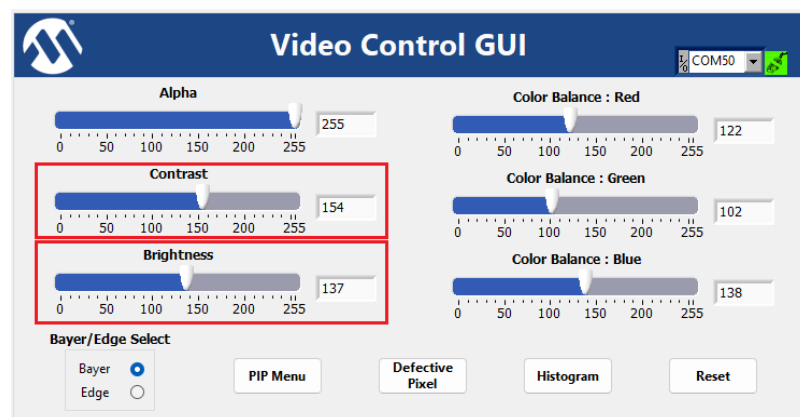 Video Control GUI
I/O COM50
Alpha
255
0 50 100 150 200 255
Contrast
154
0 50 100 150 200 255
Brightness
137
0 50 100 150 200 255
Color Balance : Red
122
0 50 100 150 200 255
Color Balance : Green
102
0 50 100 150 200 255
Color Balance : Blue
138
0 50 100 150 200 255
Bayer/Edge Select
Bayer
Edge
PIP Menu
Defective
Pixel
Histogram
Reset